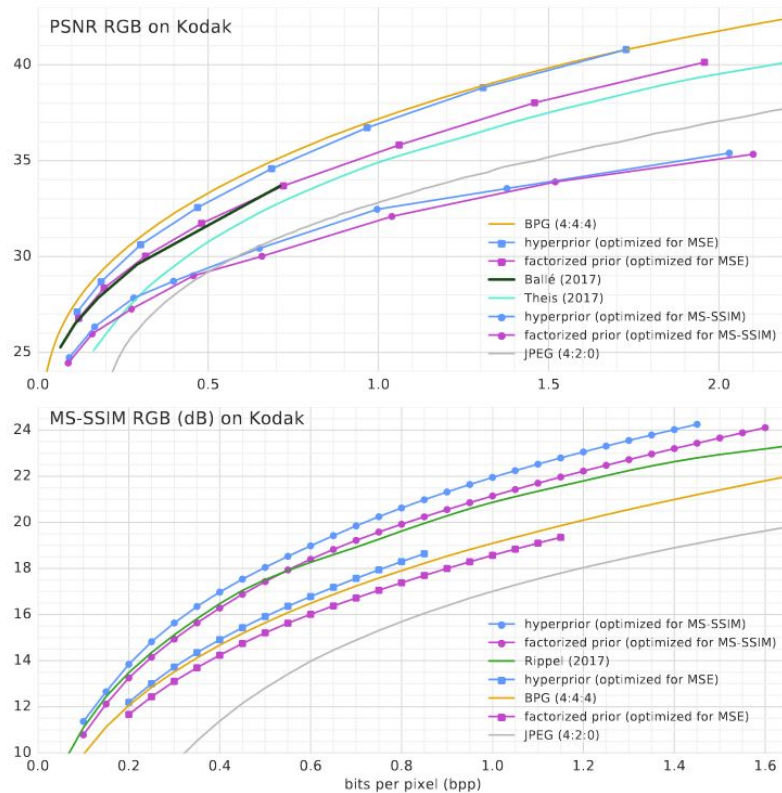 PSNR RGB on Kodak
40
35
30
25
BPG (4:4:4)
hyperprior (optimized for MSE)
factorized prior (optimized for MSE)
Ballé (2017)
Theis (2017)
hyperprior (optimized for MS-SSIM)
factorized prior (optimized for MS-SSIM)
JPEG (4:2:0)
0.0 0.5 1.0 1.5 2.0
MS-SSIM RGB (dB) on Kodak
24
22
20
18
16
14
12
10
hyperprior (optimized for MS-SSIM)
factorized prior (optimized for MS-SSIM)
Rippel (2017)
hyperprior (optimized for MSE)
BPG (4:4:4)
factorized prior (optimized for MSE)
JPEG (4:2:0)
0.0 0.2 0.4 0.6 0.8 1.0 1.2 1.4 1.6
bits per pixel (bpp)